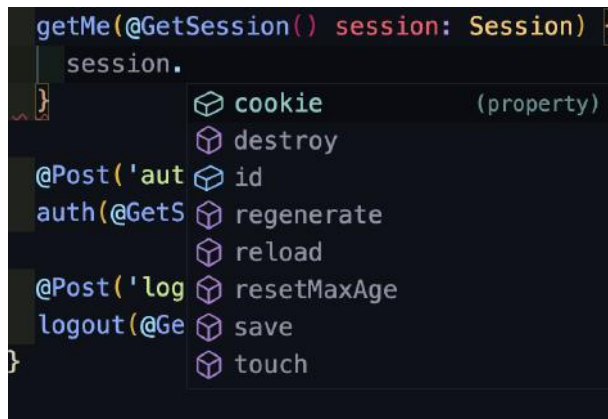 getMe(@GetSession() session: Session) {
session.
}
cookie (property)
destroy
@Post('aut
id
auth(@GetS
regenerate
reload
@Post('log
resetMaxAge
logout(@Ge
save
}
touch